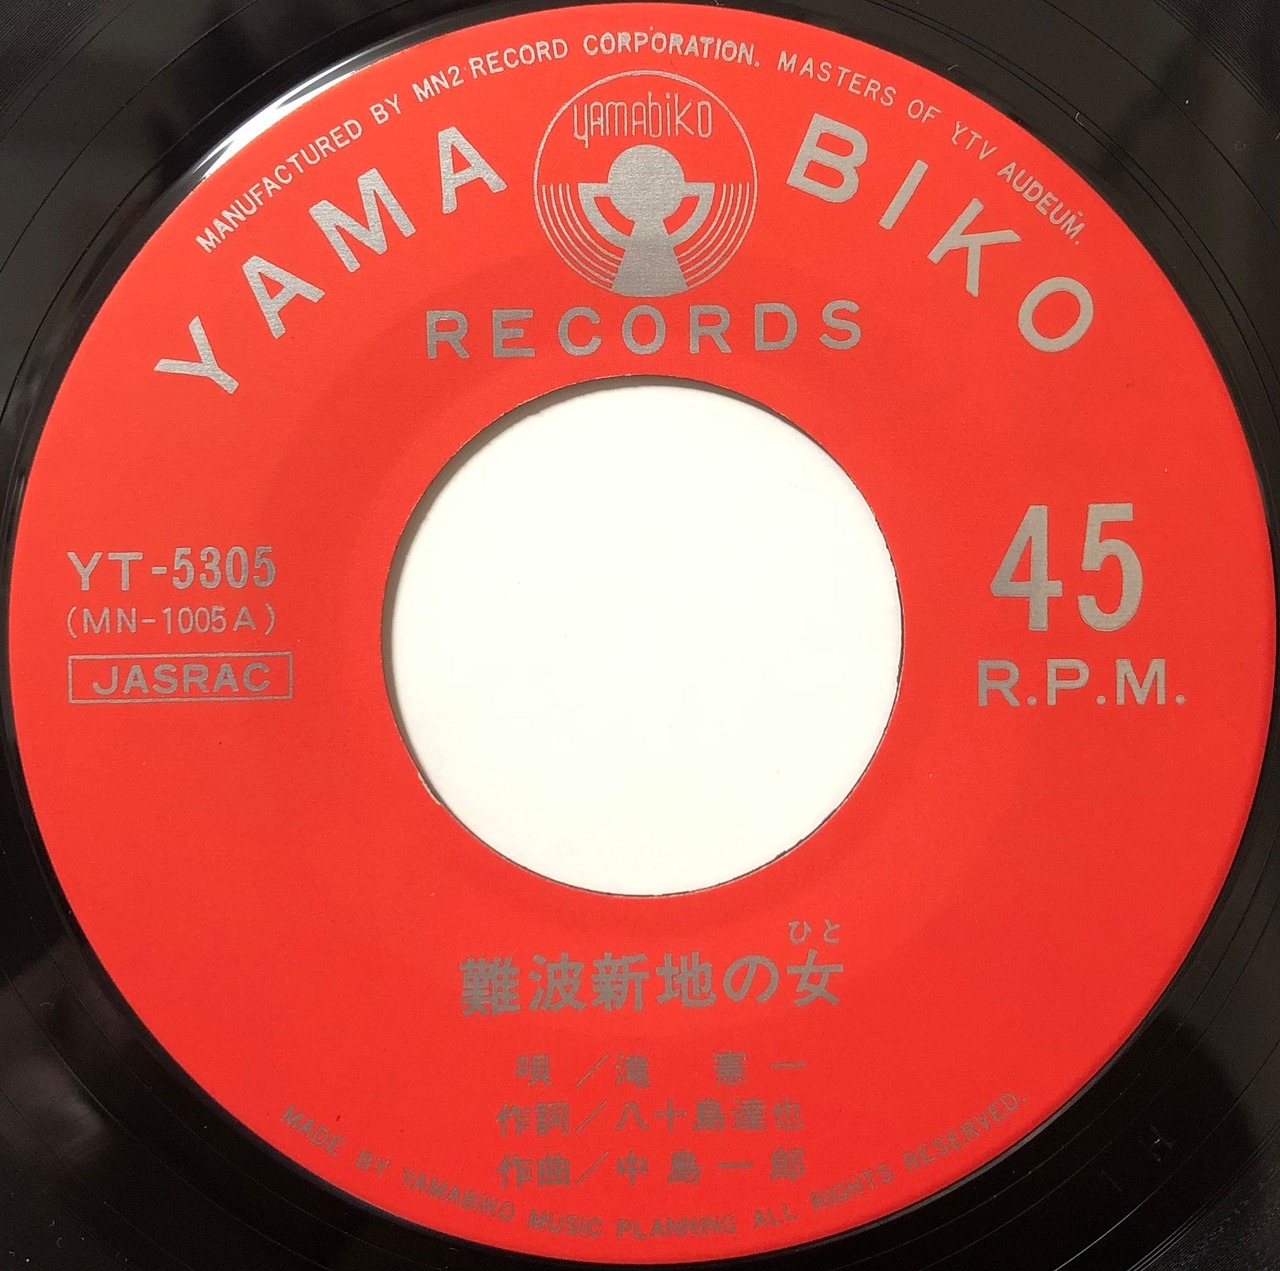 MANUFACTURED BY MN2 RECORD CORPORATION. MASTERS OF YTV AUDEUM.
yamabiko
YAMA BIKO
RECORDS
YT-5305
(MN-1005A)
JASRAC
45
R.P.M.
ひと
難波新地の女
唄／滝 憲一
作詞／八十島達也
作曲／中島一郎
MADE BY YAMABIKO MUSIC PLANNING ALL RIGHTS RESERVED.